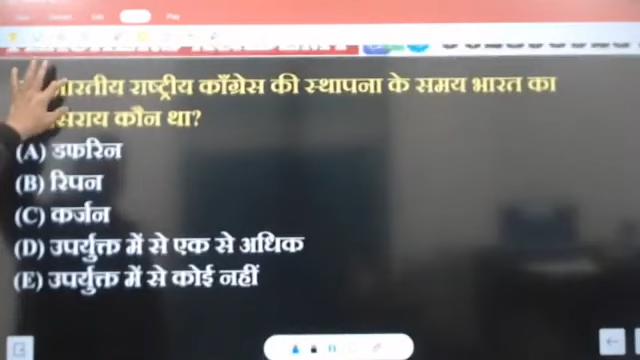 राष्ट्रीय काँग्रेस की स्थापना के समय भारत का
कौन था?
(A) डफरिन
(B) रिपन
(C) कर्जन
(D) उपर्युक्त में से एक से अधिक
(E) उपर्युक्त में से कोई नहीं